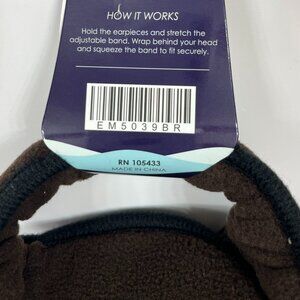 HOW IT WORKS
Hold the earpieces and stretch the
adjustable band. Wrap behind your head
and squeeze the band to fit securely.
EM5039BR
RN 105433
MADE IN CHINA